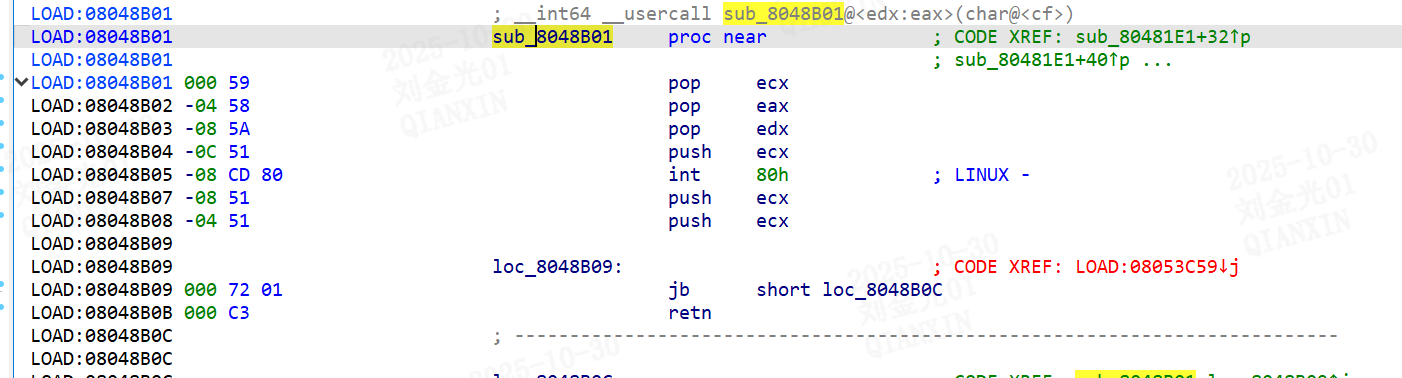 LOAD:08048B01 ; __int64 __usercall sub_8048B01@<edx:eax>(char@<cf>)
LOAD:08048B01 sub_8048B01 proc near ; CODE XREF: sub_80481E1+32↑p
LOAD:08048B01 ; sub_80481E1+40↑p ...
LOAD:08048B01 000 59 pop ecx
LOAD:08048B02 -04 58 pop eax
LOAD:08048B03 -08 5A pop edx
LOAD:08048B04 -0C 51 push ecx
LOAD:08048B05 -08 CD 80 int 80h ; LINUX -
LOAD:08048B07 -08 51 push ecx
LOAD:08048B08 -04 51 push ecx
LOAD:08048B09
LOAD:08048B09 loc_8048B09: ; CODE XREF: LOAD:08053C59↓j
LOAD:08048B09 000 72 01 jb short loc_8048B0C
LOAD:08048B0B 000 C3 retn
LOAD:08048B0C ; ---------------------------------------------------------------------------
LOAD:08048B0C
2025-10-30
刘金光01
QIANXIN